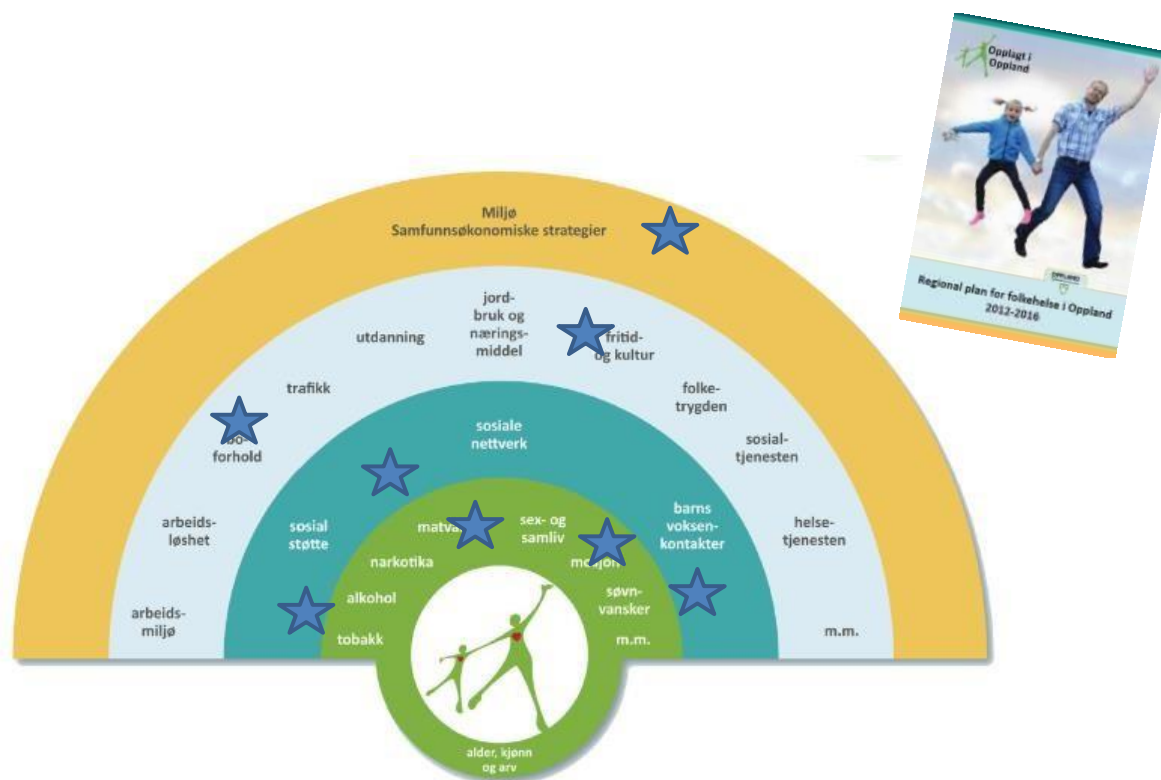 Opplagt i
Oppland
Regional plan for folkehelse i Oppland
2012-2016
Miljø
Samfunnsøkonomiske strategier
jord-
bruk og
nærings-
middel
utdanning
fritid-
og kultur
trafikk
folke-
trygden
forhold
sosial-
tjenesten
arbeids-
løshet
helse-
tjenesten
arbeids-
miljø
m.m.
sosiale
nettverk
sosial
støtte
barns
voksen-
kontakter
sex- og
samliv
narkotika
alkohol
søvn-
vansker
tobakk
m.m.
alder, kjønn
og arv